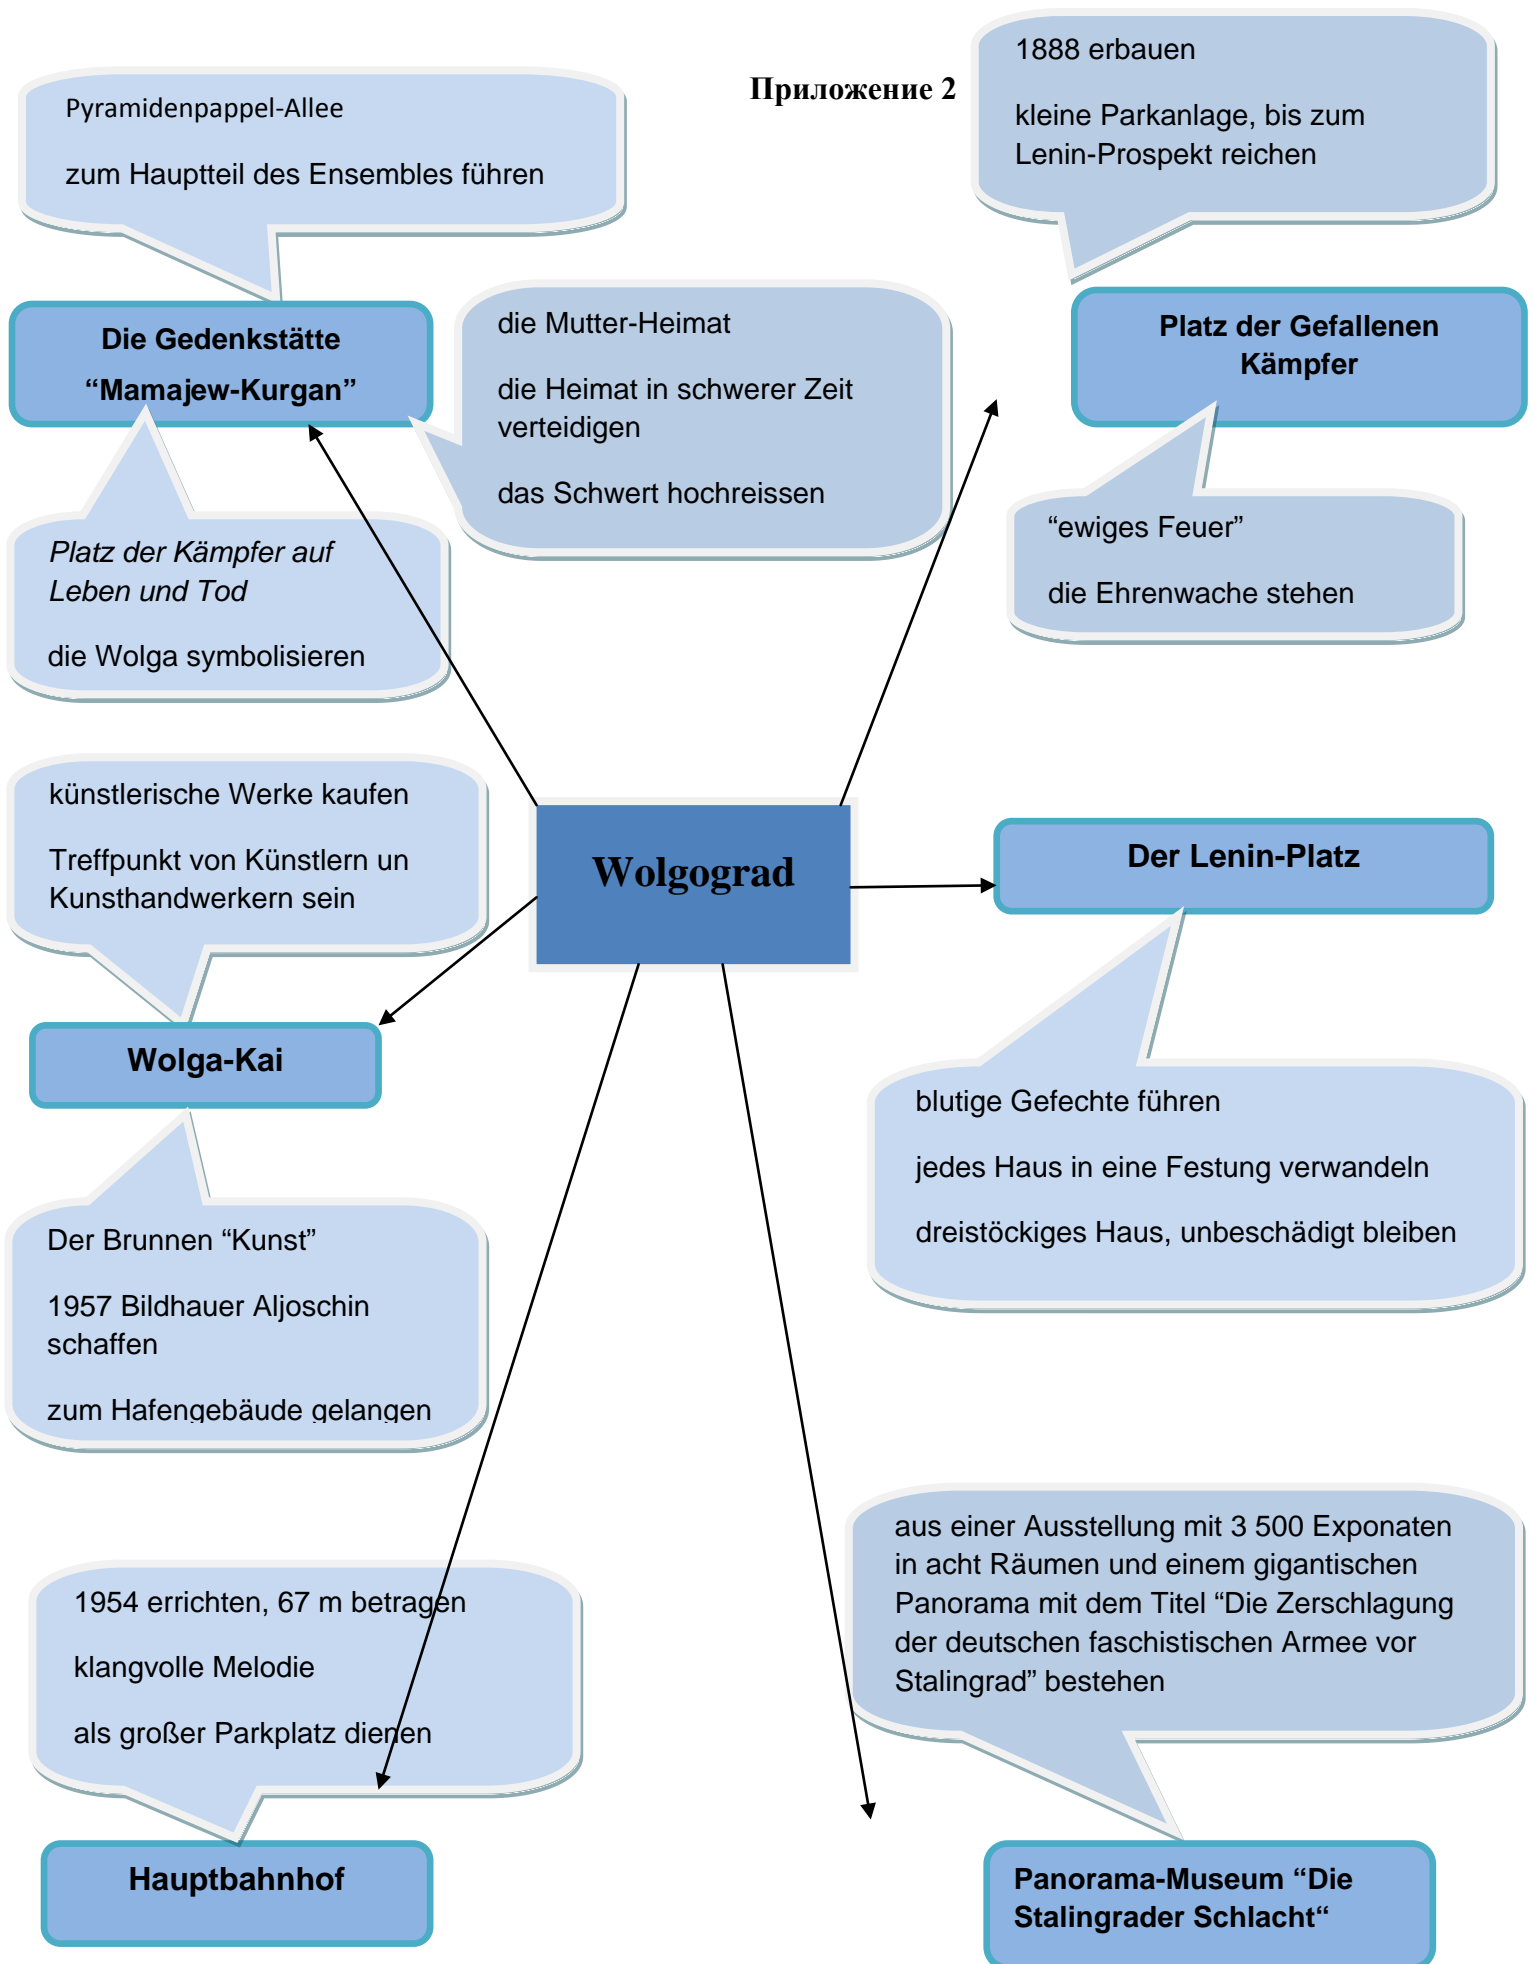 Приложение 2
Pyramidenpappel-Allee
zum Hauptteil des Ensembles führen
1888 erbauen
kleine Parkanlage, bis zum
Lenin-Prospekt reichen
Die Gedenkstätte
“Mamajew-Kurgan”
die Mutter-Heimat
die Heimat in schwerer Zeit
verteidigen
das Schwert hochreissen
Platz der Gefallenen
Kämpfer
Platz der Kämpfer auf
Leben und Tod
die Wolga symbolisieren
“ewiges Feuer”
die Ehrenwache stehen
künstlerische Werke kaufen
Treffpunkt von Künstlern un
Kunsthandwerkern sein
Wolgograd
Der Lenin-Platz
Wolga-Kai
blutige Gefechte führen
jedes Haus in eine Festung verwandeln
dreistöckiges Haus, unbeschädigt bleiben
Der Brunnen “Kunst”
1957 Bildhauer Aljoschin
schaffen
zum Hafengebäude gelangen
aus einer Ausstellung mit 3 500 Exponaten
in acht Räumen und einem gigantischen
Panorama mit dem Titel “Die Zerschlagung
der deutschen faschistischen Armee vor
Stalingrad” bestehen
1954 errichten, 67 m betragen
klangvolle Melodie
als großer Parkplatz dienen
Hauptbahnhof
Panorama-Museum “Die
Stalingrader Schlacht“